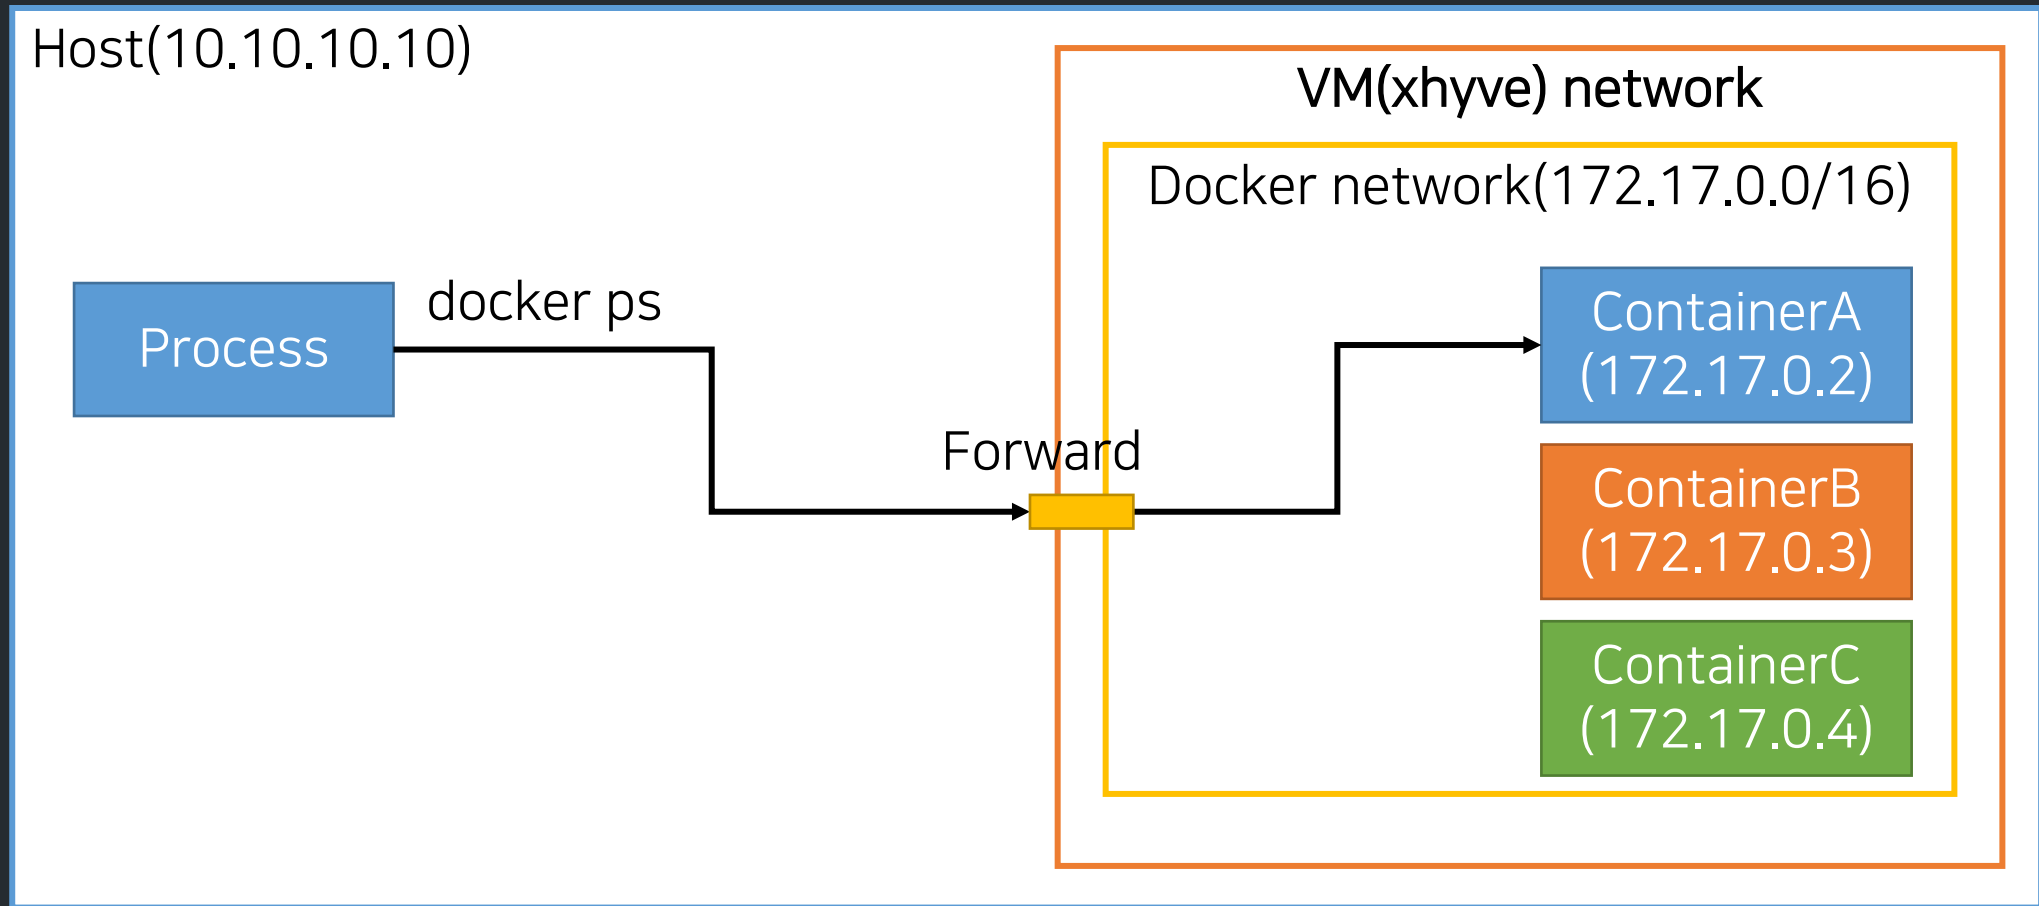 Host(10.10.10.10)
VM(xhyve) network
Docker network(172.17.0.0/16)
docker ps
Process
Forward
ContainerA
(172.17.0.2)
ContainerB
(172.17.0.3)
ContainerC
(172.17.0.4)